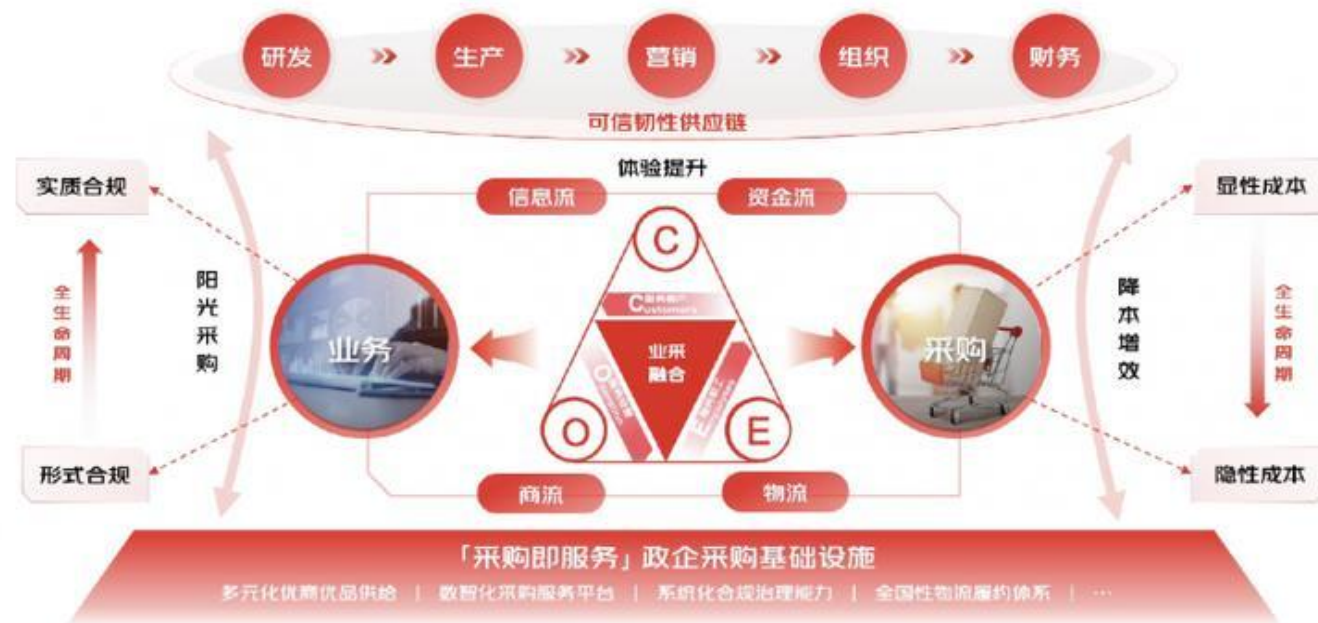 研发
生产
营销
组织
财务
可信韧性供应链
体验提升
信息流
资金流
实质合规
显性成本
全生命周期
阳光采购
业务
C
Customers
业采
融合
O
E
采购
降本增效
全生命周期
形式合规
隐性成本
商流
物流
「采购即服务」政企采购基础设施
多元化优商优品供给 | 数智化采购服务平台 | 系统化合规治理能力 | 全国性物流履约体系 | ···